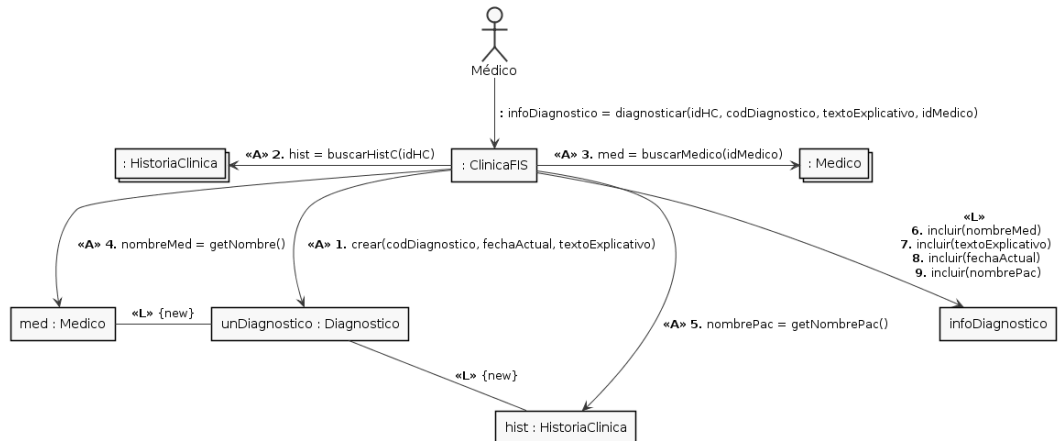 Médico
: infoDiagnostico = diagnosticar(idHC, codDiagnostico, textoExplicativo, idMedico)
: HistoriaClinica
«A» 2. hist = buscarHistC(idHC)
: ClinicaFIS
«A» 3. med = buscarMedico(idMedico)
: Medico
«A» 4. nombreMed = getNombre()
«A» 1. crear(codDiagnostico, fechaActual, textoExplicativo)
«L»
6. incluir(nombreMed)
7. incluir(textoExplicativo)
8. incluir(fechaActual)
9. incluir(nombrePac)
med : Medico
«L» {new}
unDiagnostico : Diagnostico
«A» 5. nombrePac = getNombrePac()
infoDiagnostico
«L» {new}
hist : HistoriaClinica